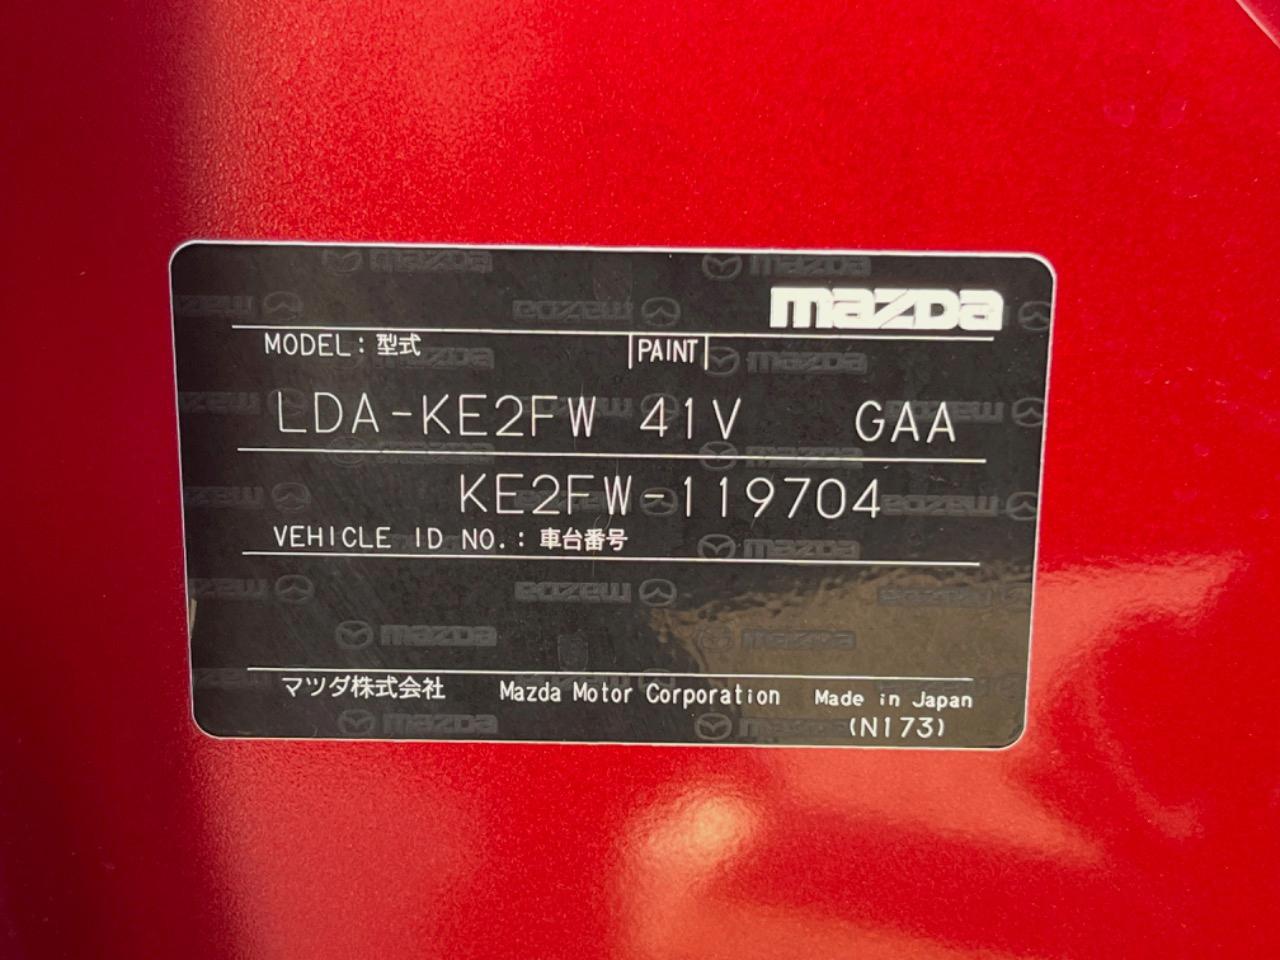 mazda
MODEL : 型式 PAINT
LDA-KE2FW 41V GAA
KE2FW-119704
VEHICLE ID NO. : 車台番号
マツダ株式会社 Mazda Motor Corporation Made in Japan
(N173)